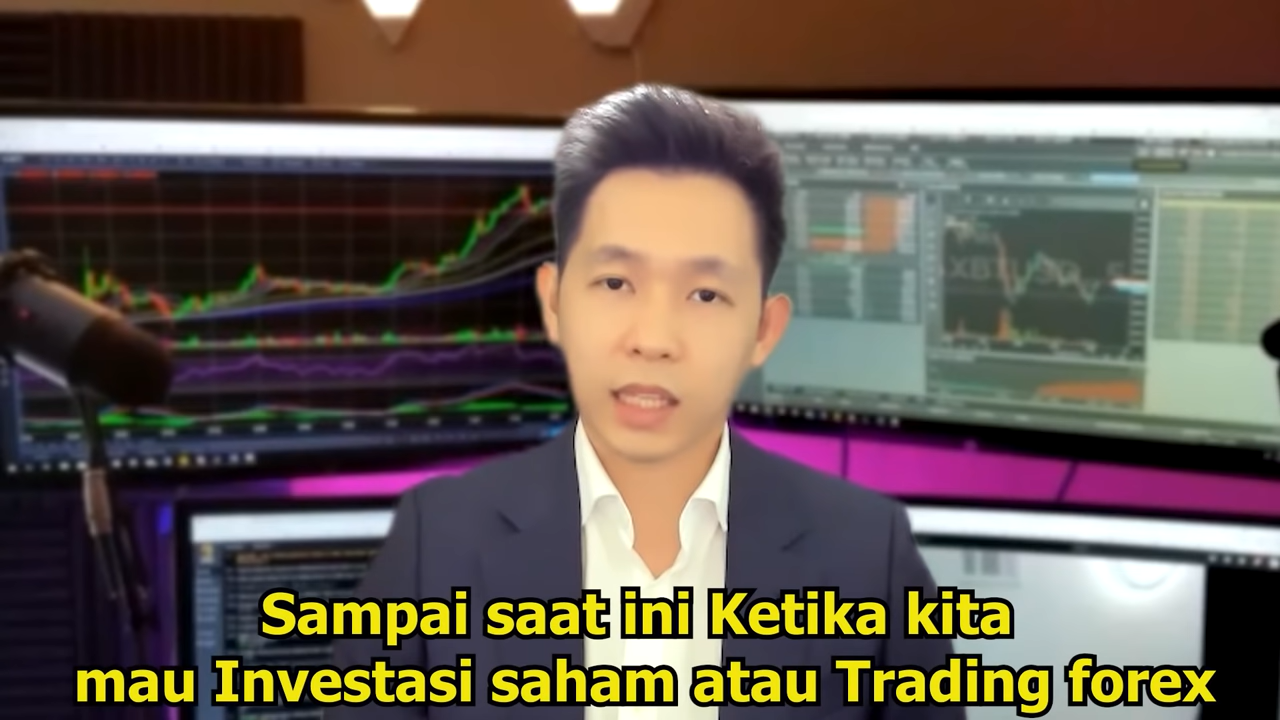 Sampai saat ini Ketika kita
mau Investasi saham atau Trading forex